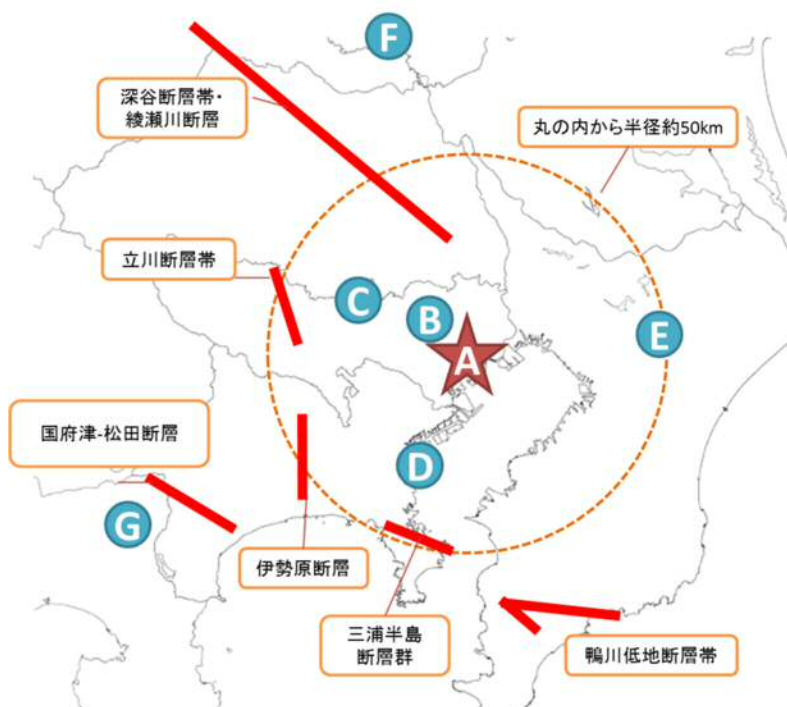 F
深谷断層帯・
綾瀬川断層
丸の内から半径約50km
立川断層帯
C
B
E
A
国府津-松田断層
D
G
伊勢原断層
三浦半島
断層群
鴨川低地断層帯